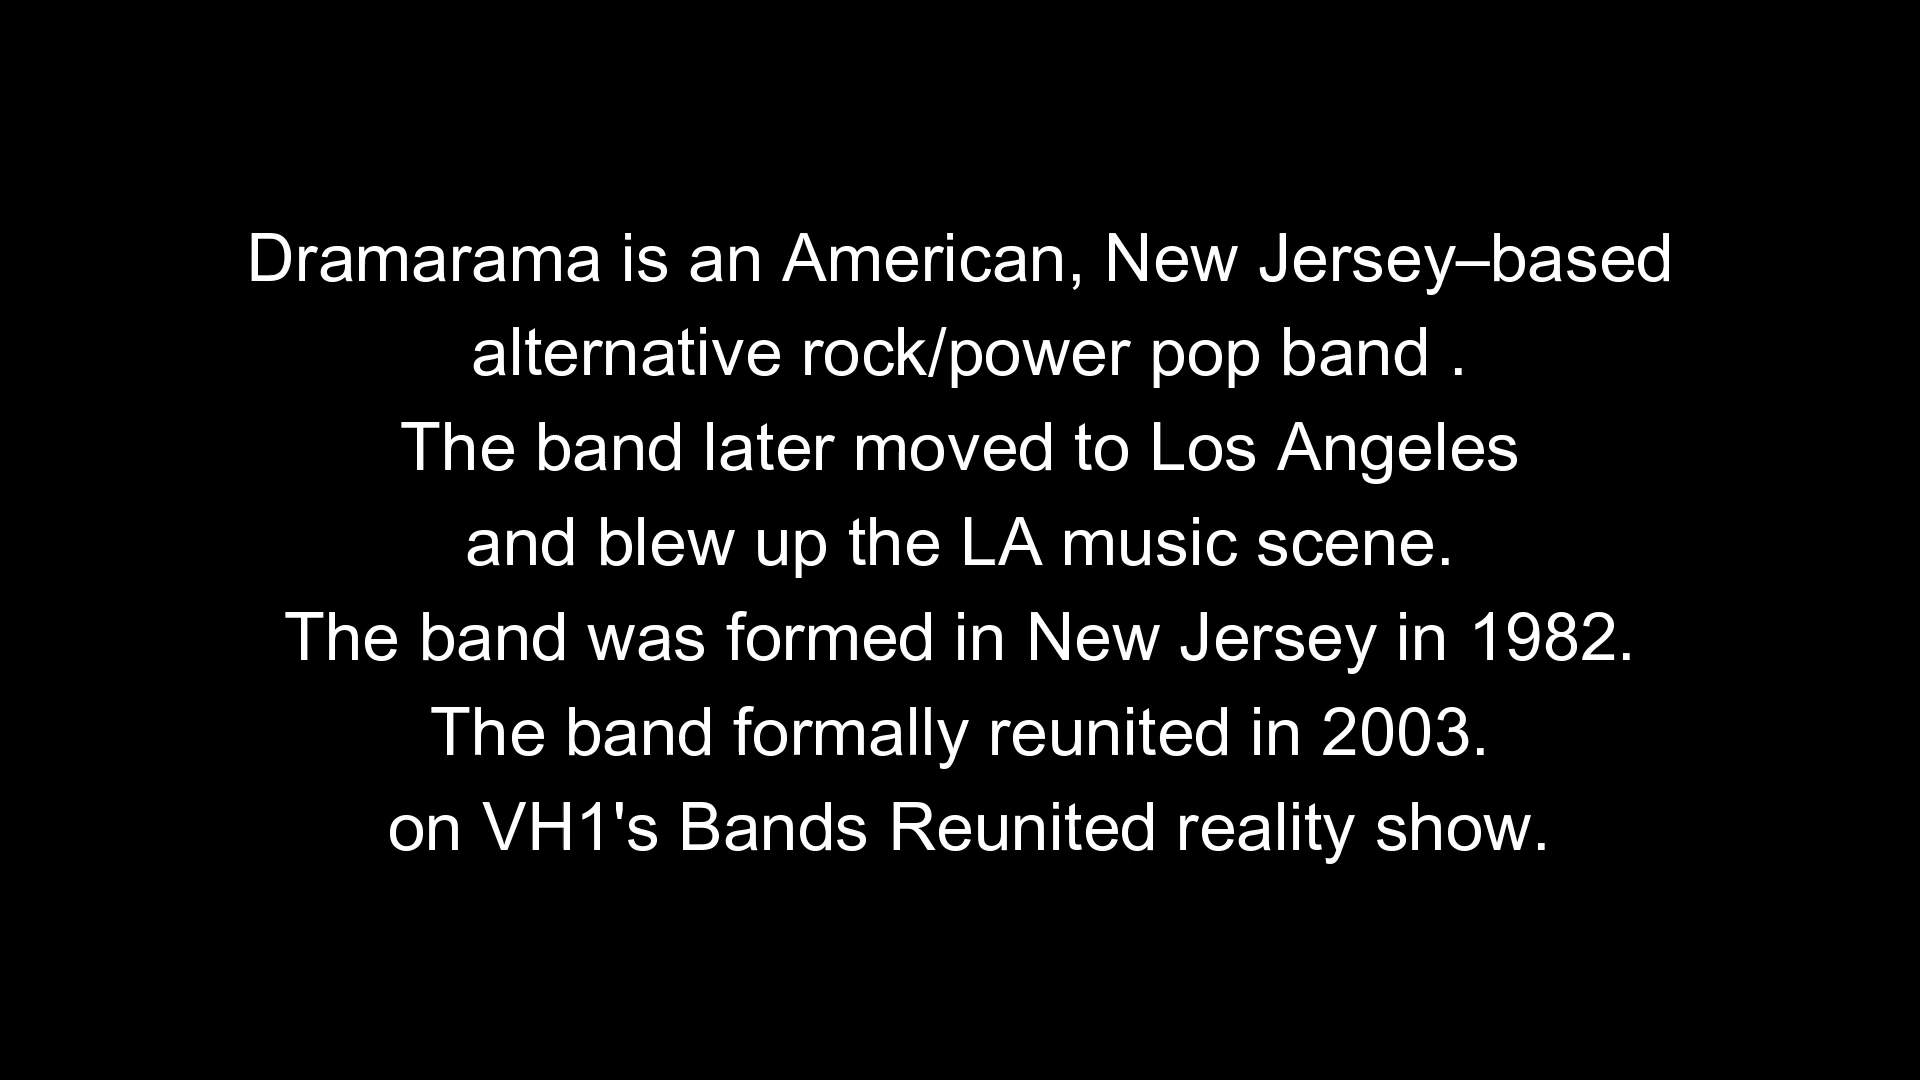 Dramarama is an American, New Jersey–based
alternative rock/power pop band .
The band later moved to Los Angeles
and blew up the LA music scene.
The band was formed in New Jersey in 1982.
The band formally reunited in 2003.
on VH1's Bands Reunited reality show.